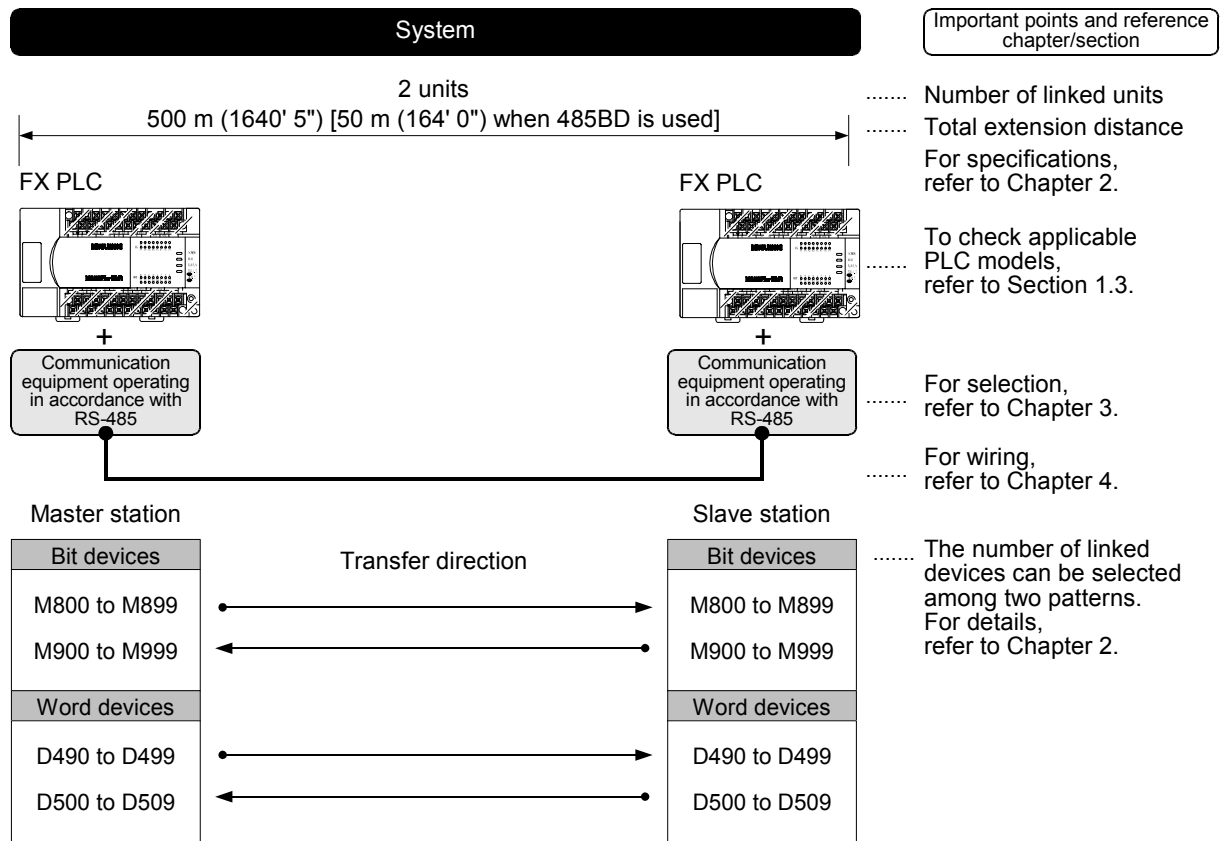 System
Important points and reference
chapter/section
2 units
500 m (1640' 5") [50 m (164' 0") when 485BD is used]
....... Number of linked units
....... Total extension distance
For specifications,
refer to Chapter 2.
FX PLC
FX PLC
To check applicable
....... PLC models,
refer to Section 1.3.
+
+
Communication
equipment operating
in accordance with
RS-485
Communication
equipment operating
in accordance with
RS-485
For selection,
....... refer to Chapter 3.
For wiring,
....... refer to Chapter 4.
Master station
Slave station
Bit devices
Transfer direction
Bit devices
M800 to M899
M800 to M899
M900 to M999
M900 to M999
....... The number of linked
devices can be selected
among two patterns.
For details,
refer to Chapter 2.
Word devices
Word devices
D490 to D499
D490 to D499
D500 to D509
D500 to D509